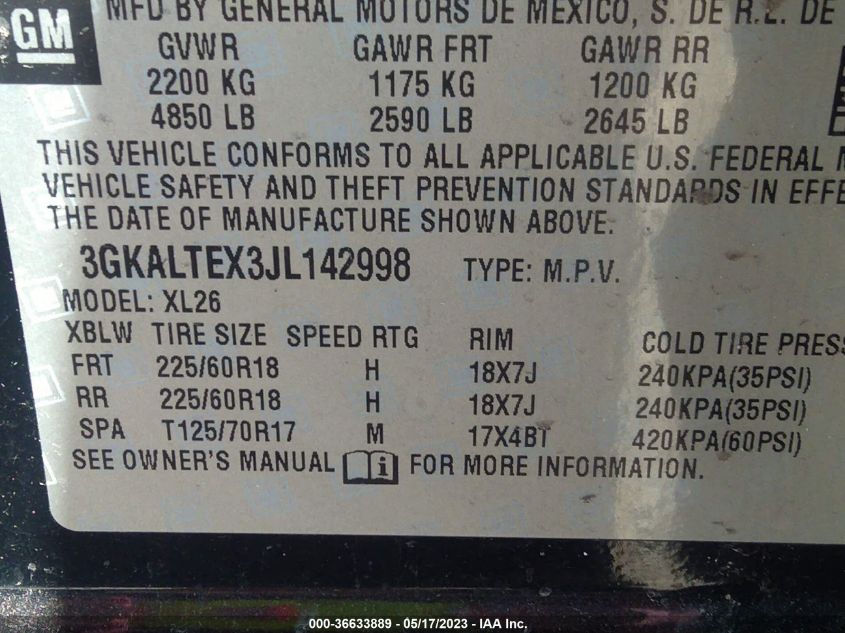 GM
MFD BY GENERAL MOTORS DE MEXICO, S. DE R.L. DE
GVWR GAWR FRT GAWR RR
2200 KG 1175 KG 1200 KG
4850 LB 2590 LB 2645 LB
THIS VEHICLE CONFORMS TO ALL APPLICABLE U.S. FEDERAL
VEHICLE SAFETY AND THEFT PREVENTION STANDARDS IN EFFE
THE DATE OF MANUFACTURE SHOWN ABOVE.
3GKALTEX3JL142998 TYPE: M.P.V.
MODEL: XL26
XBLW TIRE SIZE SPEED RTG RIM COLD TIRE PRESS
FRT 225/60R18 H 18X7J 240KPA(35PSI)
RR 225/60R18 H 18X7J 240KPA(35PSI)
SPA T125/70R17 M 17X4BT 420KPA(60PSI)
SEE OWNER'S MANUAL i FOR MORE INFORMATION.
000-36633889 - 05/17/2023 - IAA Inc.